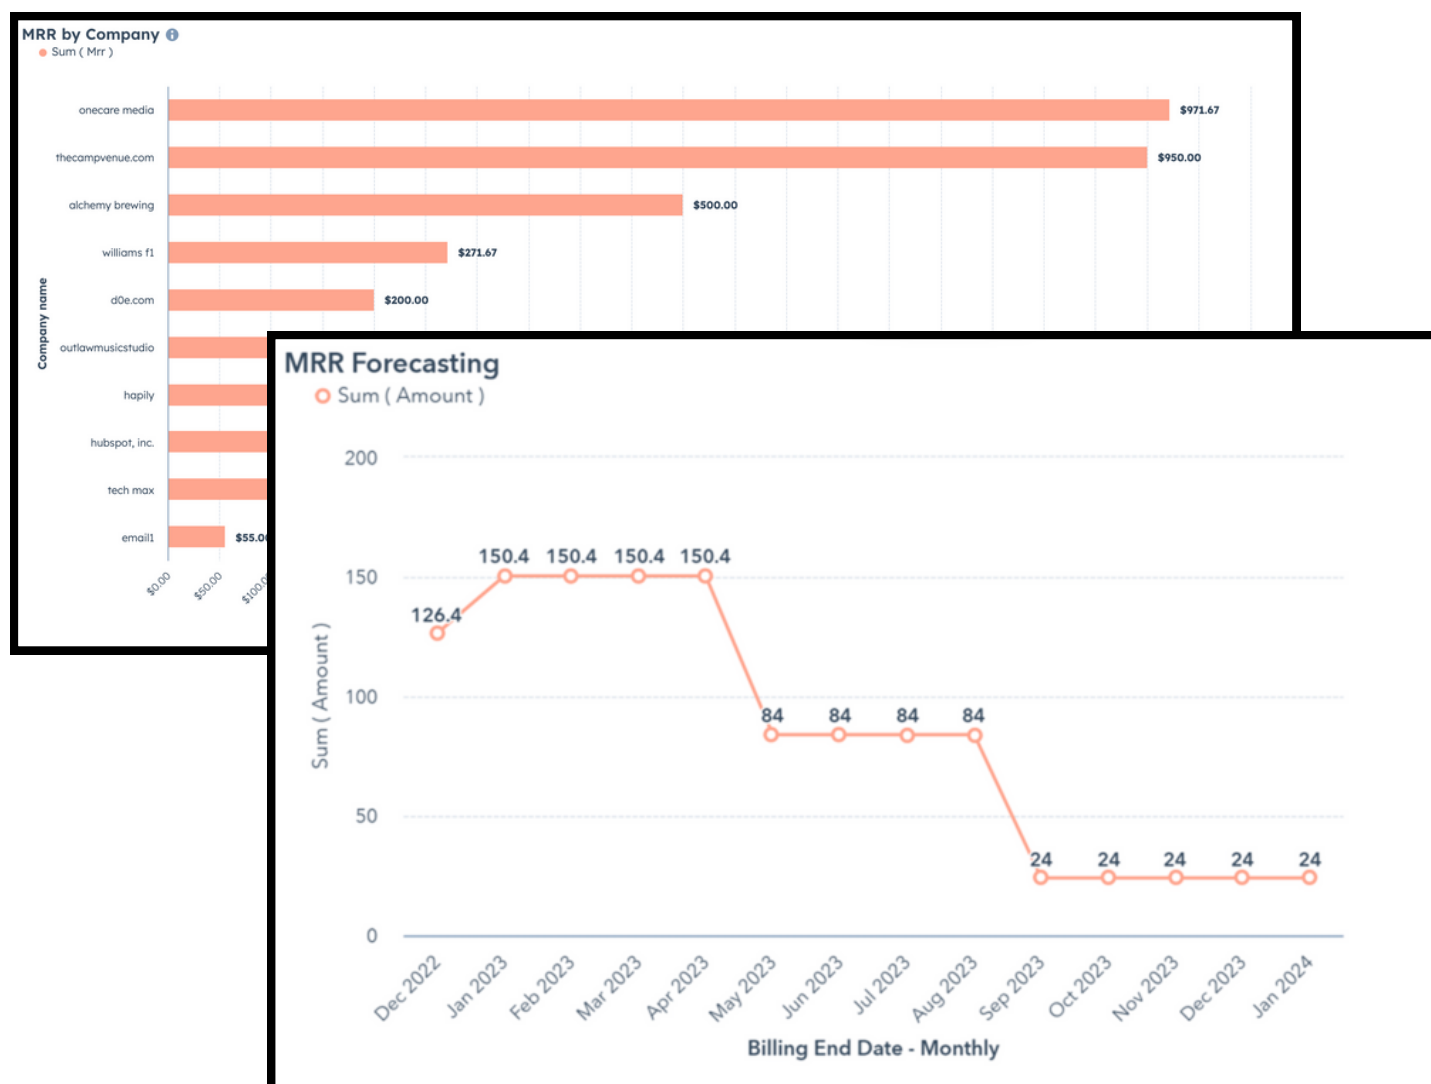 MRR by Company
Sum ( Mrr )
onecare media
$971.67
thecampvenue.com
$950.00
alchemy brewing
$500.00
williams f1
$271.67
d0e.com
$200.00
outlawmusicstudio
hapily
hubspot, inc.
tech max
email1
Company name
$0.00
$50.00
MRR Forecasting
Sum ( Amount )
200
150
100
50
0
Sum ( Amount )
126.4
150.4 150.4 150.4 150.4
84 84 84 84
24 24 24 24 24
Dec 2022
Jan 2023
Feb 2023
Mar 2023
Apr 2023
May 2023
Jun 2023
Jul 2023
Aug 2023
Sep 2023
Oct 2023
Nov 2023
Dec 2023
Jan 2024
Billing End Date - Monthly